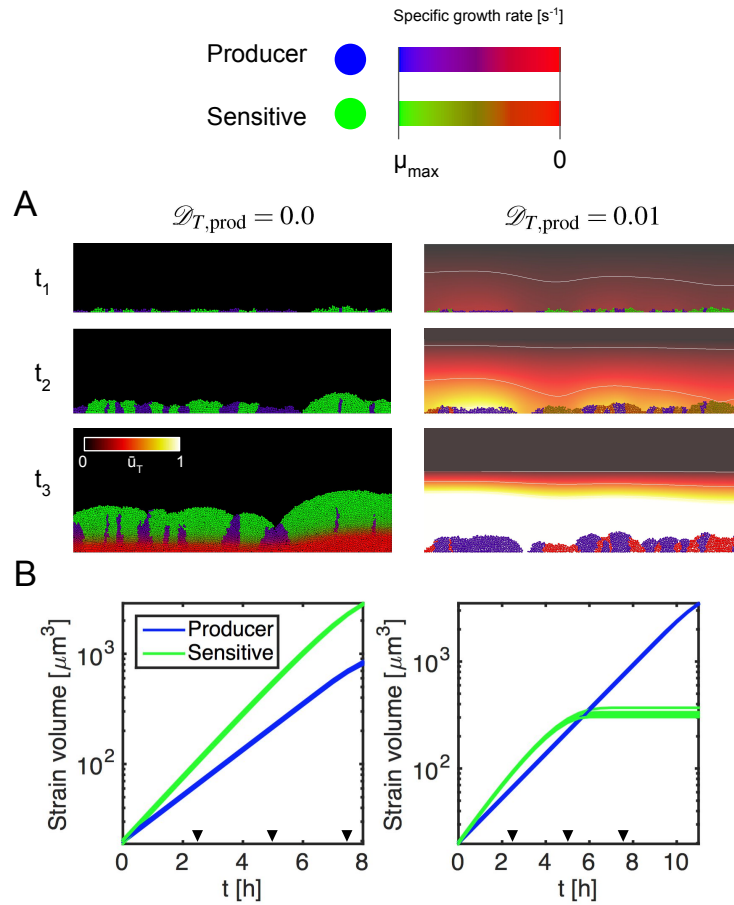 Specific growth rate [s⁻¹]
Producer
Sensitive
μmax 0
A
𝒟T,prod = 0.0 𝒟T,prod = 0.01
t1
t2
t3
0 ūT 1
B
Producer
Sensitive
Strain volume [μm³]
10³
10²
0 2 4 6 8
t [h]
Strain volume [μm³]
10³
10²
0 2 4 6 8 10
t [h]